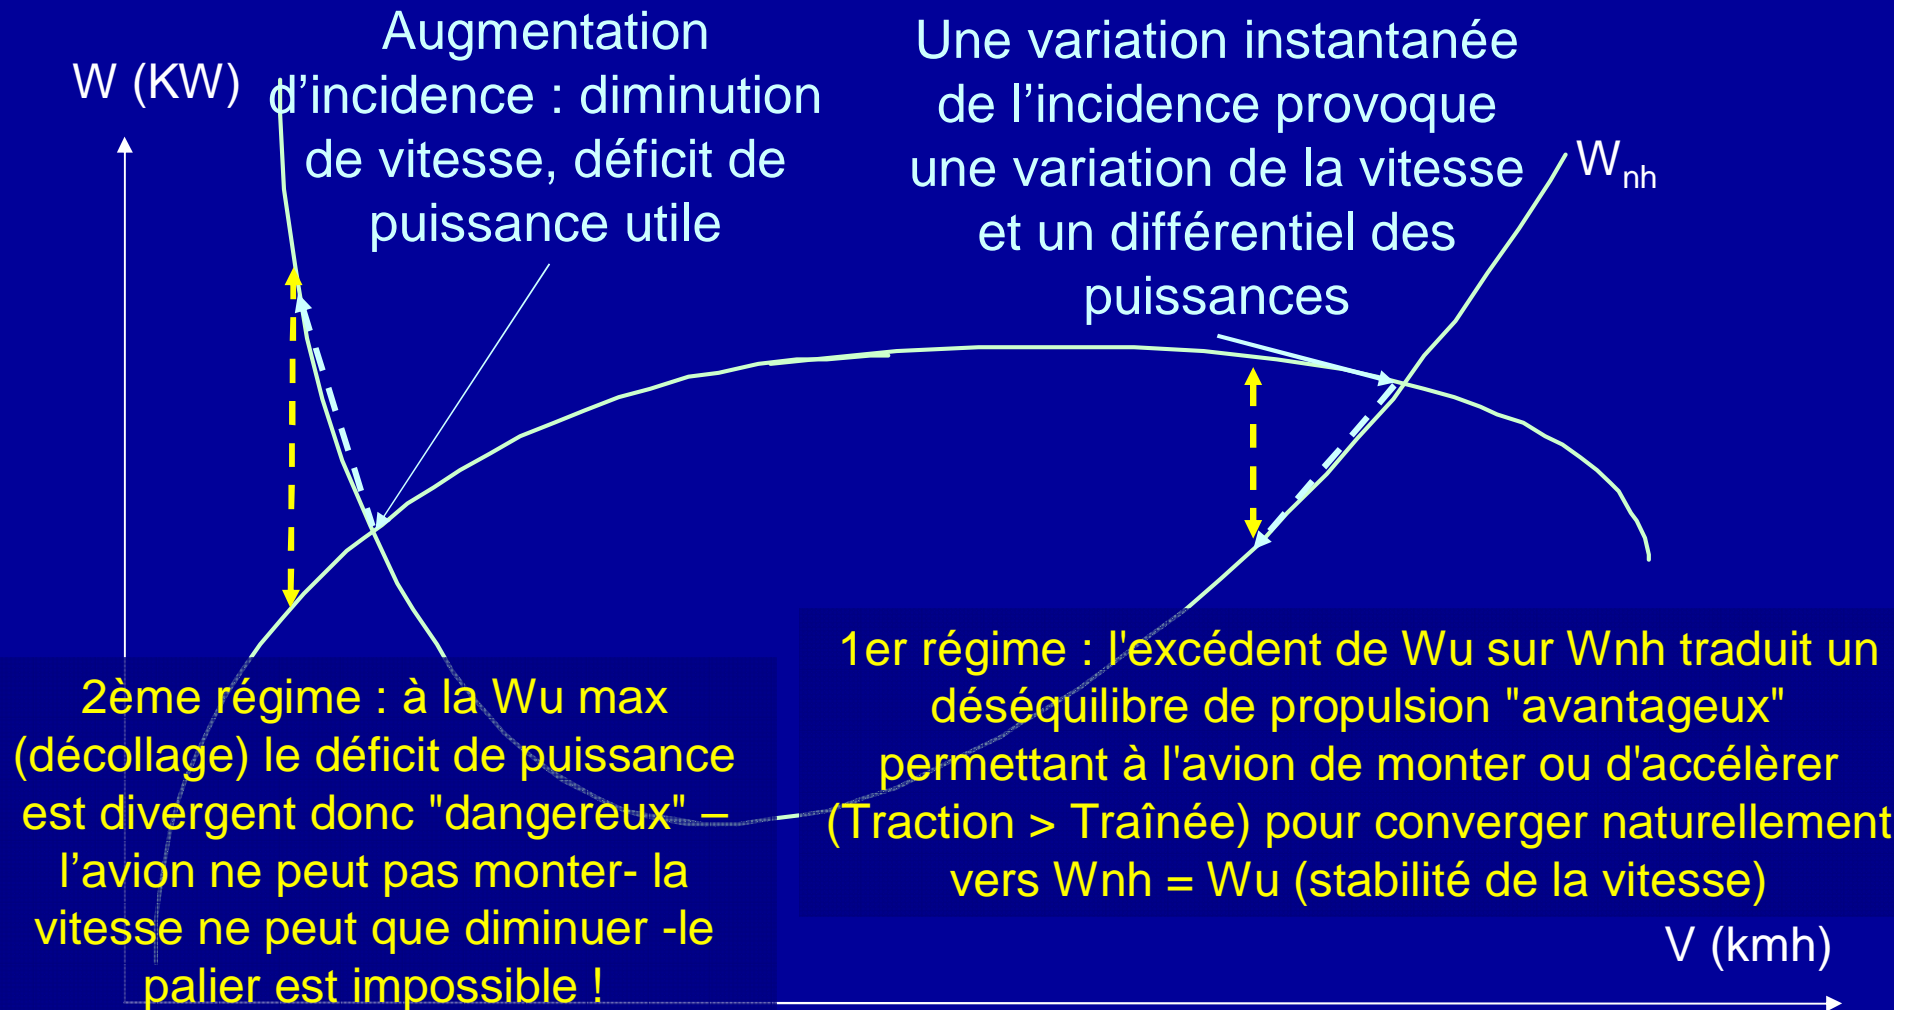 W (KW)
Augmentation
d’incidence : diminution
de vitesse, déficit de
puissance utile
Une variation instantanée
de l’incidence provoque
une variation de la vitesse
et un différentiel des
puissances
Wnh
2ème régime : à la Wu max
(décollage) le déficit de puissance
est divergent donc "dangereux" –
l’avion ne peut pas monter- la
vitesse ne peut que diminuer -le
palier est impossible !
1er régime : l'excédent de Wu sur Wnh traduit un
déséquilibre de propulsion "avantageux"
permettant à l'avion de monter ou d'accélèrer
(Traction > Traînée) pour converger naturellement
vers Wnh = Wu (stabilité de la vitesse)
V (kmh)